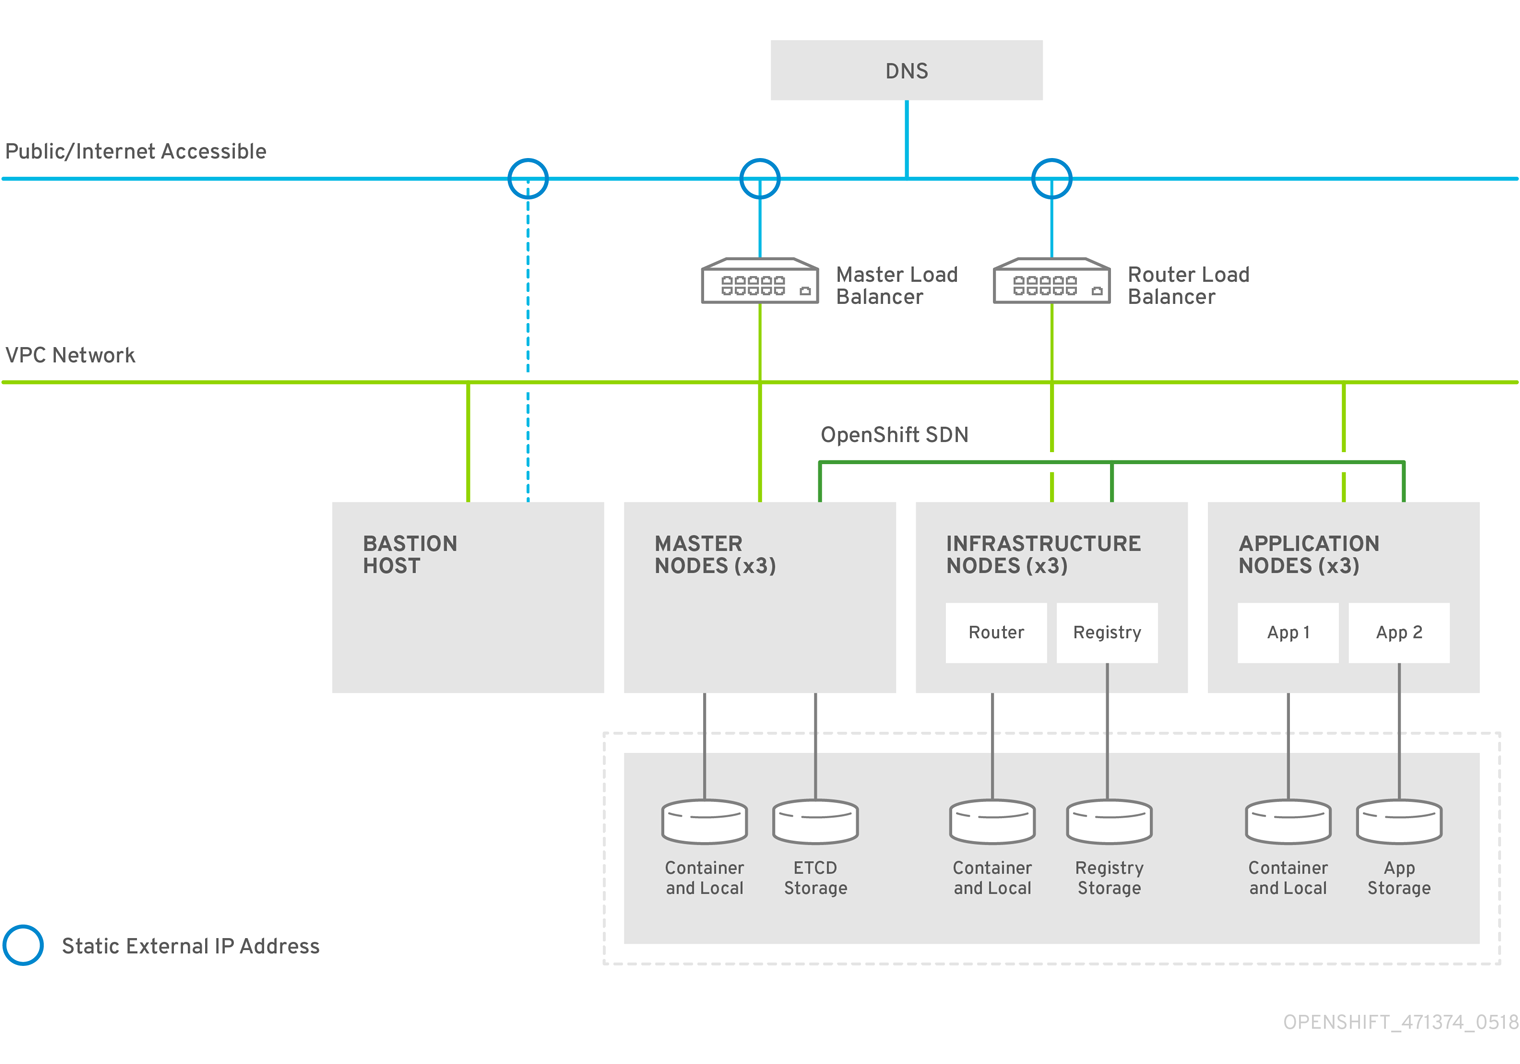 DNS
Public/Internet Accessible
Master Load
Balancer
Router Load
Balancer
VPC Network
OpenShift SDN
BASTION
HOST
MASTER
NODES (x3)
INFRASTRUCTURE
NODES (x3)
APPLICATION
NODES (x3)
Router
Registry
App 1
App 2
Container
and Local
ETCD
Storage
Container
and Local
Registry
Storage
Container
and Local
App
Storage
Static External IP Address
OPENSHIFT_471374_0518